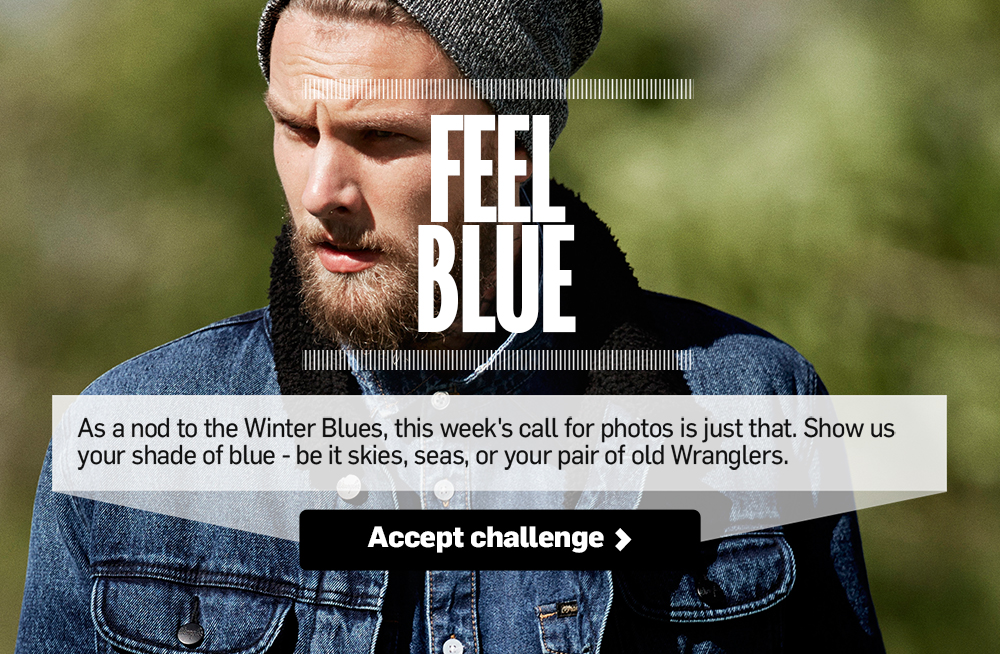 FEEL
BLUE
As a nod to the Winter Blues, this week's call for photos is just that. Show us
your shade of blue - be it skies, seas, or your pair of old Wranglers.
Accept challenge